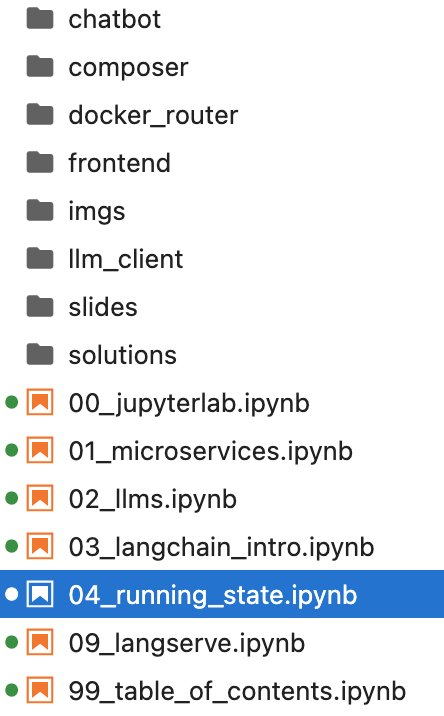 chatbot
composer
docker_router
frontend
imgs
llm_client
slides
solutions
00_jupyterlab.ipynb
01_microservices.ipynb
02_llms.ipynb
03_langchain_intro.ipynb
04_running_state.ipynb
09_langserve.ipynb
99_table_of_contents.ipynb